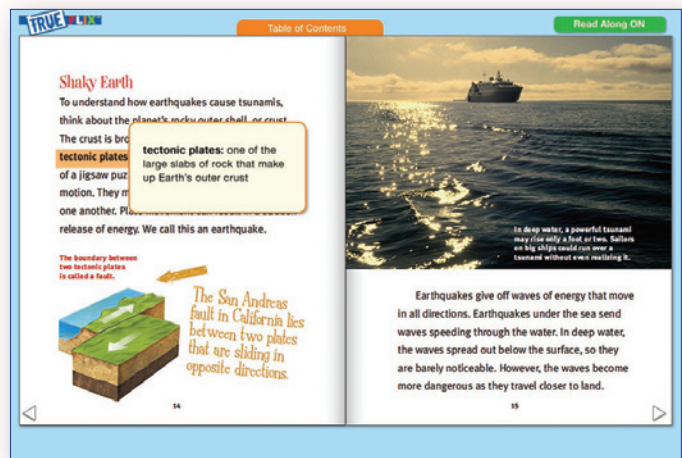 TRUE FLIX
Table of Contents
Read Along ON
Shaky Earth
To understand how earthquakes cause tsunamis,
think about the planet's rocky outer shell, or crust.
The crust is bro
tectonic plates
of a jigsaw puz
motion. They m
one another. Pl
release of energy. We call this an earthquake.
tectonic plates: one of the
large slabs of rock that make
up Earth's outer crust
The boundary between
two tectonic plates
is called a fault.
The San Andreas
fault in California lies
between two plates
that are sliding in
opposite directions.
14
In deep water, a powerful tsunami
may rise only a foot or two. Sailors
on big ships could run over a
tsunami without even realizing it.
Earthquakes give off waves of energy that move
in all directions. Earthquakes under the sea send
waves speeding through the water. In deep water,
the waves spread out below the surface, so they
are barely noticeable. However, the waves become
more dangerous as they travel closer to land.
15